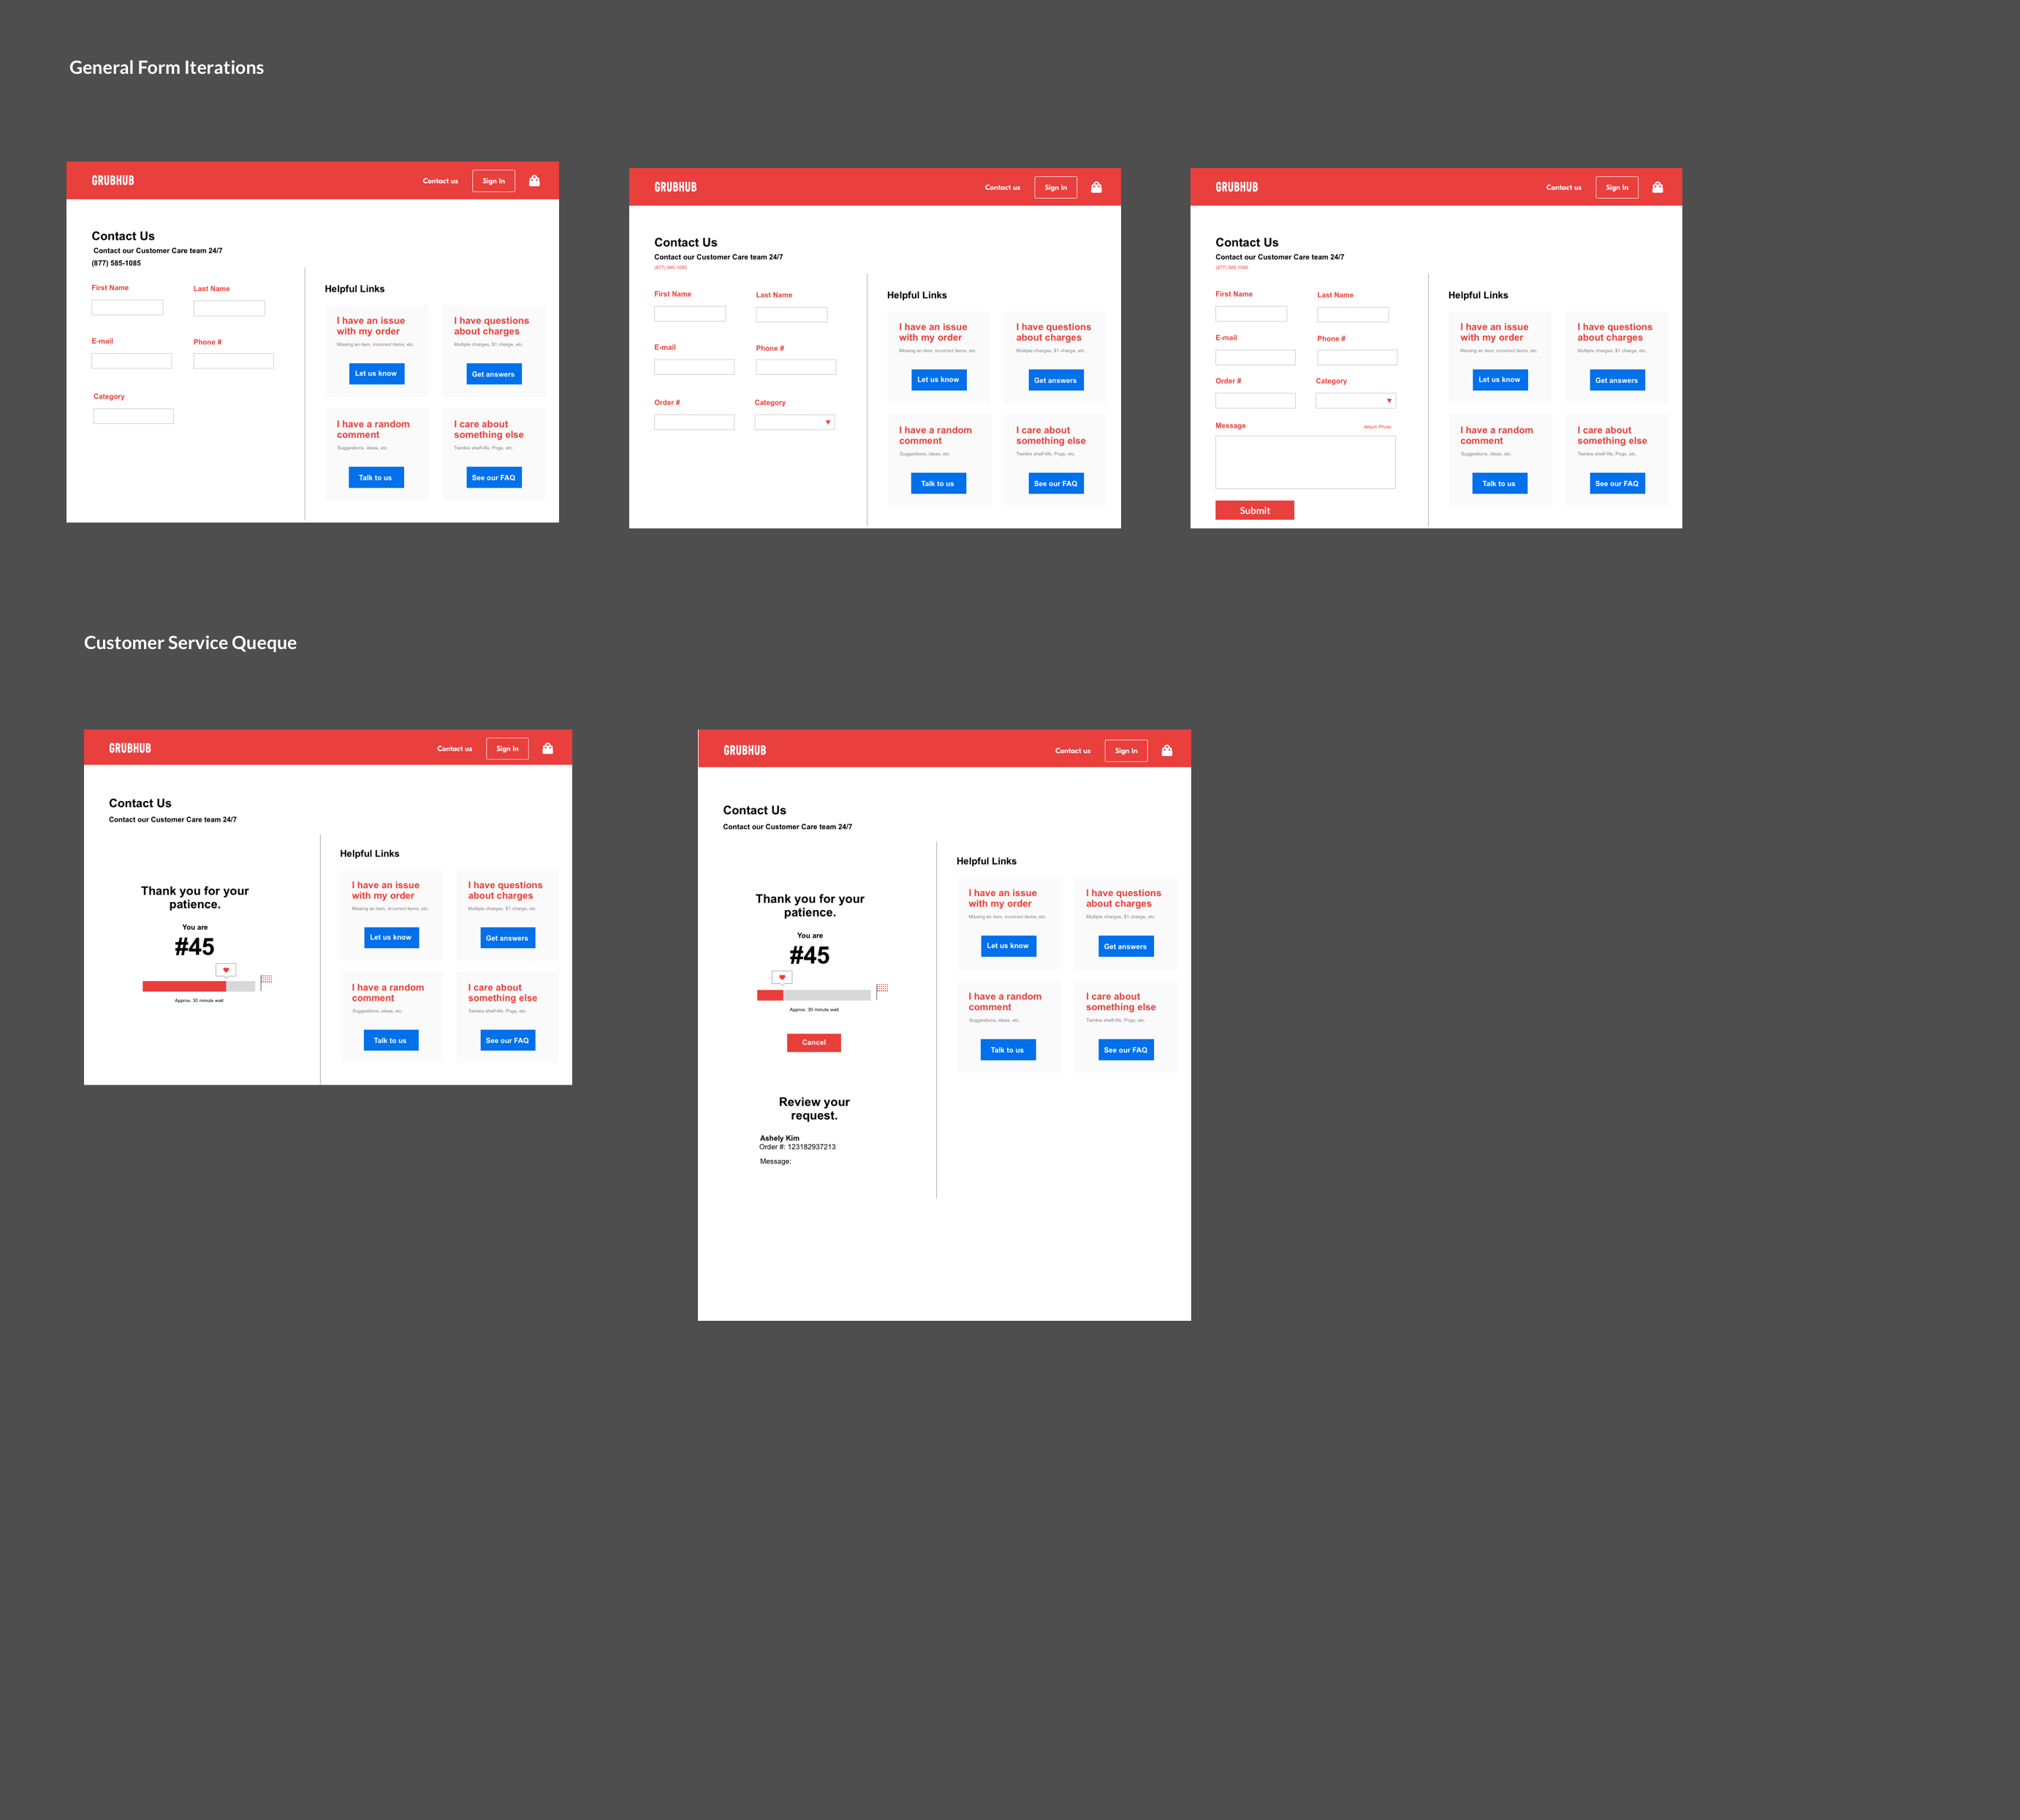 General Form Iterations
GRUBHUB
Contact us
Sign In
Contact Us
Contact our Customer Care team 24/7
(877) 585-1085
First Name
Last Name
E-mail
Phone #
Category
Helpful Links
I have an issue
with my order
Missing an item, incorrect items, etc.
Let us know
I have questions
about charges
Multiple charges, $1 charge, etc.
Get answers
I have a random
comment
Suggestions, ideas, etc.
Talk to us
I care about
something else
Twinkie shelf-life, Pogs, etc.
See our FAQ
GRUBHUB
Contact us
Sign In
Contact Us
Contact our Customer Care team 24/7
(877) 585-1085
First Name
Last Name
E-mail
Phone #
Order #
Category
Helpful Links
I have an issue
with my order
Missing an item, incorrect items, etc.
Let us know
I have questions
about charges
Multiple charges, $1 charge, etc.
Get answers
I have a random
comment
Suggestions, ideas, etc.
Talk to us
I care about
something else
Twinkie shelf-life, Pogs, etc.
See our FAQ
GRUBHUB
Contact us
Sign In
Contact Us
Contact our Customer Care team 24/7
(877) 585-1085
First Name
Last Name
E-mail
Phone #
Order #
Category
Message
Attach Photo.
Submit
Helpful Links
I have an issue
with my order
Missing an item, incorrect items, etc.
Let us know
I have questions
about charges
Multiple charges, $1 charge, etc.
Get answers
I have a random
comment
Suggestions, ideas, etc.
Talk to us
I care about
something else
Twinkie shelf-life, Pogs, etc.
See our FAQ
Customer Service Queque
GRUBHUB
Contact us
Sign In
Contact Us
Contact our Customer Care team 24/7
Thank you for your
patience.
You are
#45
Approx. 30 minute wait
Helpful Links
I have an issue
with my order
Missing an item, incorrect items, etc.
Let us know
I have questions
about charges
Multiple charges, $1 charge, etc.
Get answers
I have a random
comment
Suggestions, ideas, etc.
Talk to us
I care about
something else
Twinkie shelf-life, Pogs, etc.
See our FAQ
GRUBHUB
Contact us
Sign In
Contact Us
Contact our Customer Care team 24/7
Thank you for your
patience.
You are
#45
Approx. 30 minute wait
Cancel
Review your
request.
Ashely Kim
Order #: 123182937213
Message:
Helpful Links
I have an issue
with my order
Missing an item, incorrect items, etc.
Let us know
I have questions
about charges
Multiple charges, $1 charge, etc.
Get answers
I have a random
comment
Suggestions, ideas, etc.
Talk to us
I care about
something else
Twinkie shelf-life, Pogs, etc.
See our FAQ